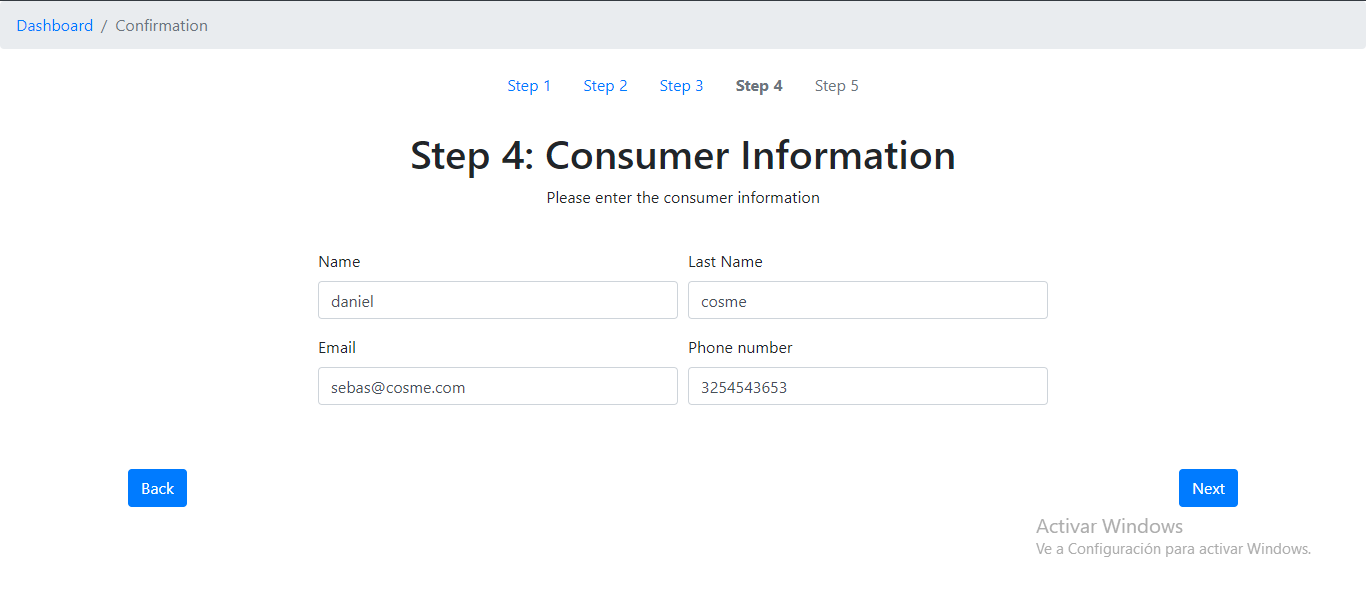 Dashboard / Confirmation
Step 1 Step 2 Step 3 Step 4 Step 5
Step 4: Consumer Information
Please enter the consumer information
Name Last Name
daniel cosme
Email Phone number
sebas@cosme.com 3254543653
Back Next
Activar Windows
Ve a Configuración para activar Windows.